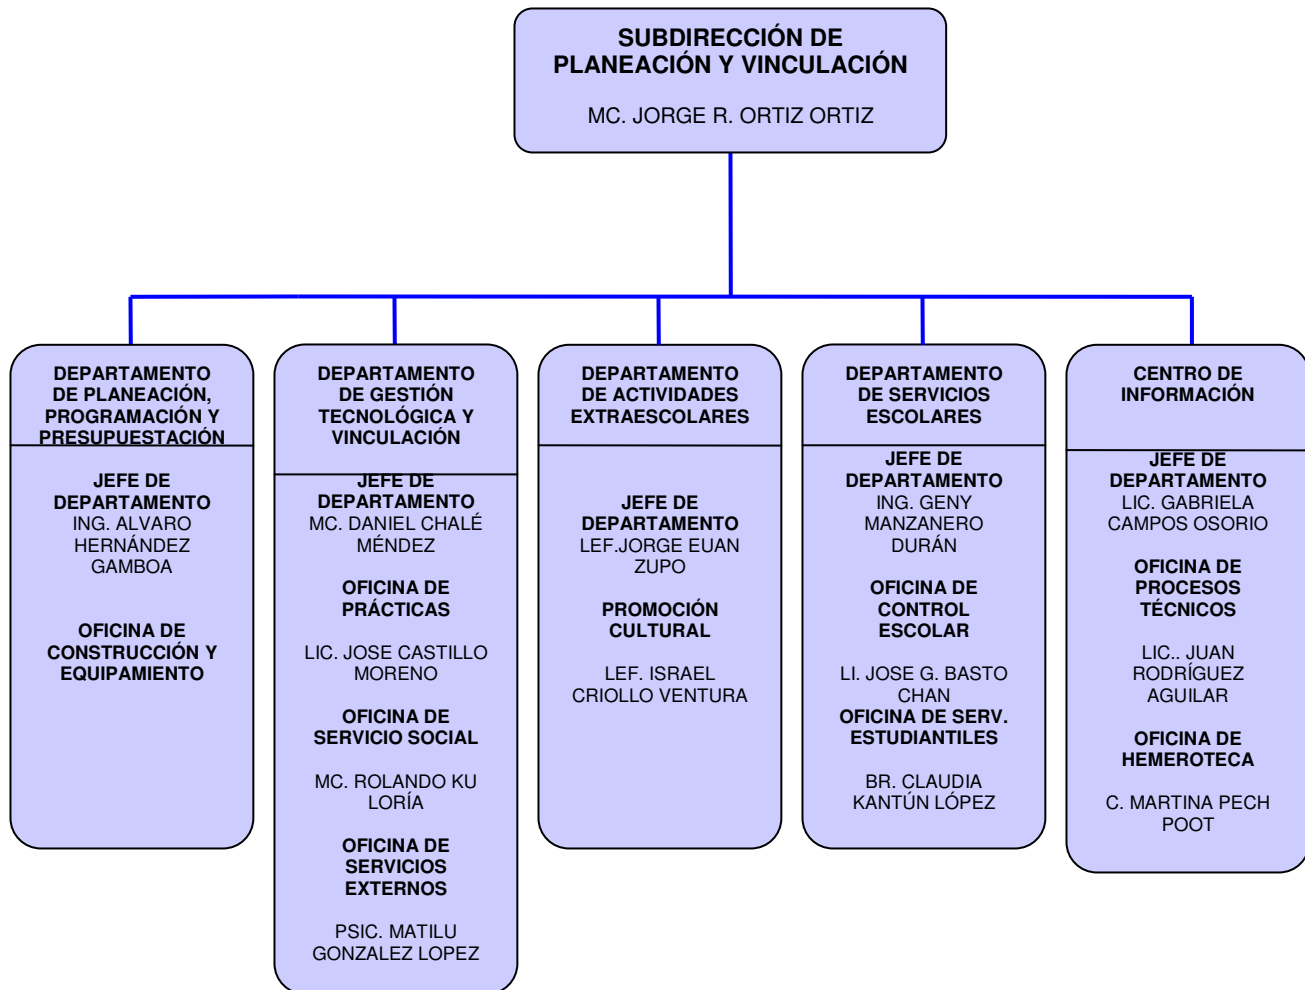 SUBDIRECCIÓN DE
PLANEACIÓN Y VINCULACIÓN
MC. JORGE R. ORTIZ ORTIZ
DEPARTAMENTO
DE PLANEACIÓN,
PROGRAMACIÓN Y
PRESUPUESTACIÓN
JEFE DE
DEPARTAMENTO
ING. ALVARO
HERNÁNDEZ
GAMBOA
OFICINA DE
CONSTRUCCIÓN Y
EQUIPAMIENTO
DEPARTAMENTO
DE GESTIÓN
TECNOLÓGICA Y
VINCULACIÓN
JEFE DE
DEPARTAMENTO
MC. DANIEL CHALÉ
MÉNDEZ
OFICINA DE
PRÁCTICAS
LIC. JOSE CASTILLO
MORENO
OFICINA DE
SERVICIO SOCIAL
MC. ROLANDO KU
LORÍA
OFICINA DE
SERVICIOS
EXTERNOS
PSIC. MATILU
GONZALEZ LOPEZ
DEPARTAMENTO
DE ACTIVIDADES
EXTRAESCOLARES
JEFE DE
DEPARTAMENTO
LEF.JORGE EUAN
ZUPO
PROMOCIÓN
CULTURAL
LEF. ISRAEL
CRIOLLO VENTURA
DEPARTAMENTO
DE SERVICIOS
ESCOLARES
JEFE DE
DEPARTAMENTO
ING. GENY
MANZANERO
DURÁN
OFICINA DE
CONTROL
ESCOLAR
LI. JOSE G. BASTO
CHAN
OFICINA DE SERV.
ESTUDIANTILES
BR. CLAUDIA
KANTÚN LÓPEZ
CENTRO DE
INFORMACIÓN
JEFE DE
DEPARTAMENTO
LIC. GABRIELA
CAMPOS OSORIO
OFICINA DE
PROCESOS
TÉCNICOS
LIC.. JUAN
RODRÍGUEZ
AGUILAR
OFICINA DE
HEMEROTECA
C. MARTINA PECH
POOT